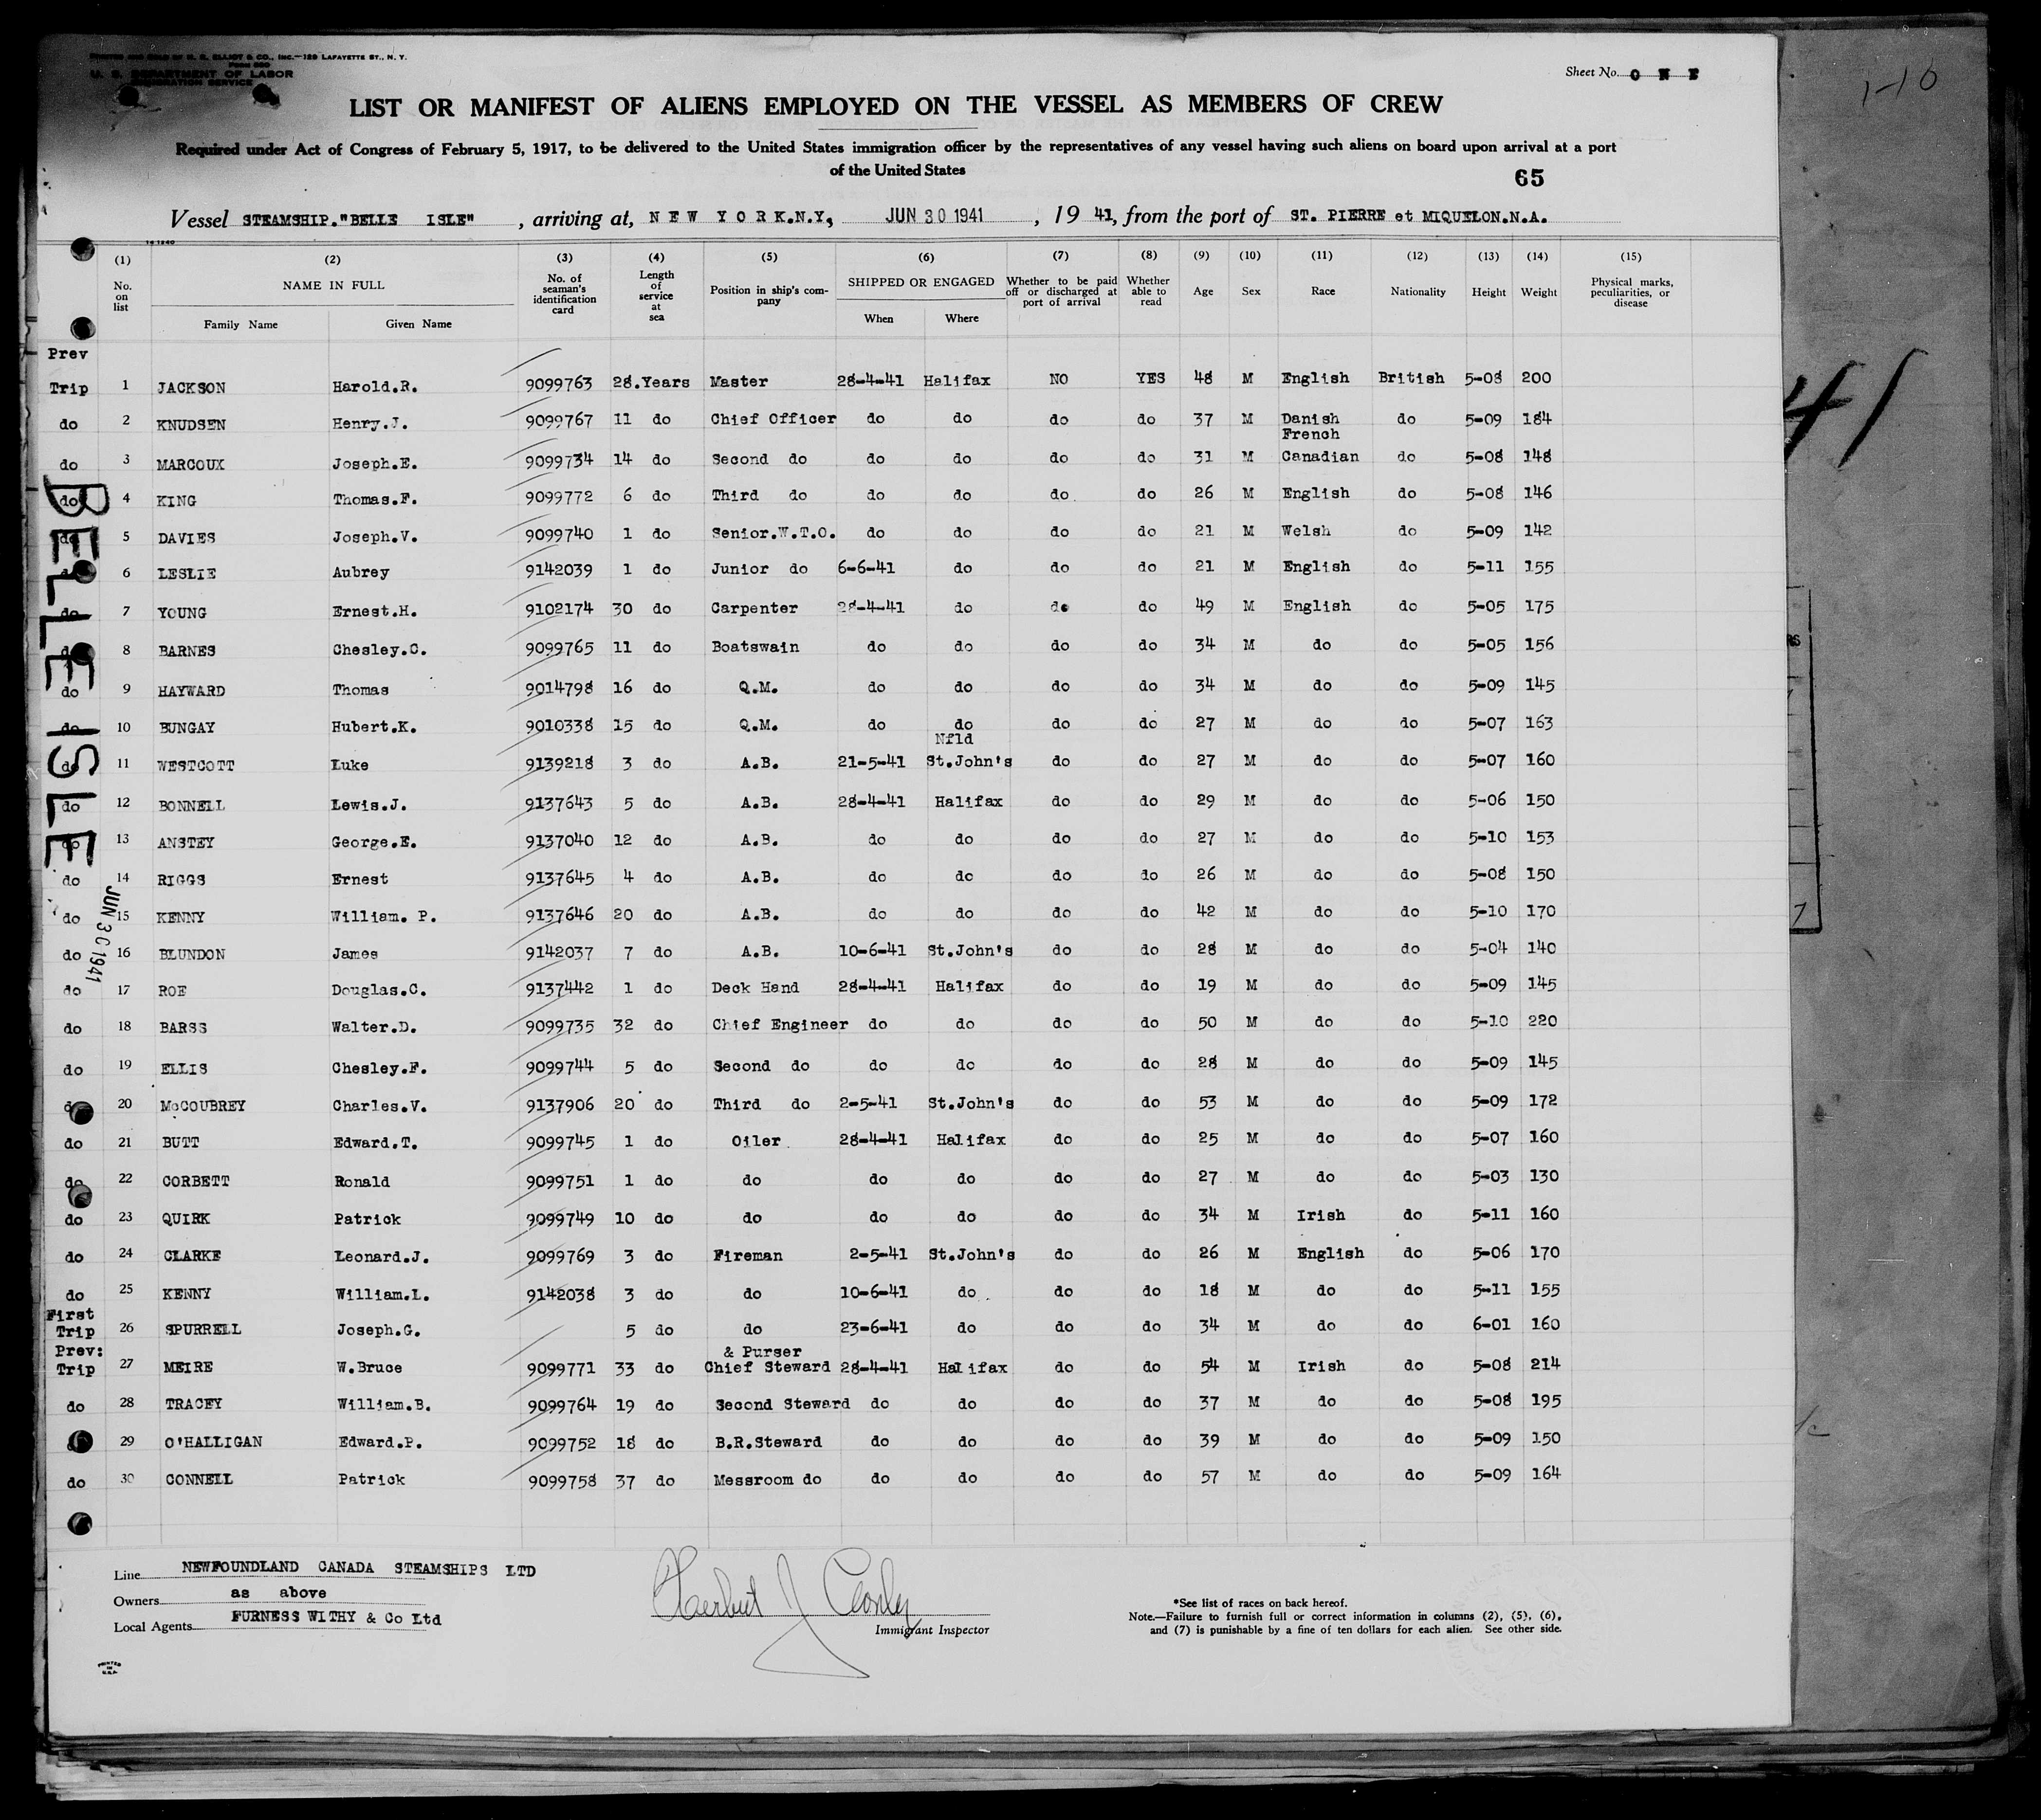 PRINTED AND SOLD BY U. S. ELLIOT & CO., INC.—129 LAFAYETTE ST., N. Y.
Form 680
U. S. DEPARTMENT OF LABOR
IMMIGRATION SERVICE
Sheet No. O N E
1-10
LIST OR MANIFEST OF ALIENS EMPLOYED ON THE VESSEL AS MEMBERS OF CREW
Required under Act of Congress of February 5, 1917, to be delivered to the United States immigration officer by the representatives of any vessel having such aliens on board upon arrival at a port
of the United States
65
Vessel STEAMSHIP."BELLE ISLE" , arriving at, N E W Y O R K.N.Y, JUN 30 1941 , 19 41, from the port of ST. PIERRE et MIQUELON.N.A.
(1) (2) (3) (4) (5) (6) (7) (8) (9) (10) (11) (12) (13) (14) (15)
No. on list NAME IN FULL No. of seaman's identification card Length of service at sea Position in ship's company SHIPPED OR ENGAGED Whether to be paid off or discharged at port of arrival Whether able to read Age Sex Race Nationality Height Weight Physical marks, peculiarities, or disease
Family Name Given Name When Where
Prev
Trip 1 JACKSON Harold.R. 9099763 28.Years Master 28-4-41 Halifax NO YES 48 M English British 5-08 200
do 2 KNUDSEN Henry.J. 9099767 11 do Chief Officer do do do do 37 M Danish do 5-09 184
French
do 3 MARCOUX Joseph.E. 9099734 14 do Second do do do do do 31 M Canadian do 5-08 148
do 4 KING Thomas.F. 9099772 6 do Third do do do do do 26 M English do 5-08 146
do 5 DAVIES Joseph.V. 9099740 1 do Senior.W.T.O. do do do do 21 M Welsh do 5-09 142
do 6 LESLIE Aubrey 9142039 1 do Junior do 6-6-41 do do do 21 M English do 5-11 155
do 7 YOUNG Ernest.H. 9102174 30 do Carpenter 28-4-41 do do do 49 M English do 5-05 175
do 8 BARNES Chesley.C. 9099765 11 do Boatswain do do do do 34 M do do 5-05 156
do 9 HAYWARD Thomas 9014798 16 do Q.M. do do do do 34 M do do 5-09 145
do 10 BUNGAY Hubert.K. 9010338 15 do Q.M. do do do do 27 M do do 5-07 163
Nfld
do 11 WESTCOTT Luke 9139218 3 do A.B. 21-5-41 St.John's do do 27 M do do 5-07 160
do 12 BONNELL Lewis.J. 9137643 5 do A.B. 28-4-41 Halifax do do 29 M do do 5-06 150
do 13 ANSTEY George.E. 9137040 12 do A.B. do do do do 27 M do do 5-10 153
do 14 RIGGS Ernest 9137645 4 do A.B. do do do do 26 M do do 5-08 150
do 15 KENNY William. P. 9137646 20 do A.B. do do do do 42 M do do 5-10 170
do 16 BLUNDON James 9142037 7 do A.B. 10-6-41 St.John's do do 28 M do do 5-04 140
do 17 ROE Douglas.C. 9137442 1 do Deck Hand 28-4-41 Halifax do do 19 M do do 5-09 145
do 18 BARSS Walter.D. 9099735 32 do Chief Engineer do do do do 50 M do do 5-10 220
do 19 ELLIS Chesley.F. 9099744 5 do Second do do do do do 28 M do do 5-09 145
do 20 McCOUBREY Charles.V. 9137906 20 do Third do 2-5-41 St.John's do do 53 M do do 5-09 172
do 21 BUTT Edward.T. 9099745 1 do Oiler 28-4-41 Halifax do do 25 M do do 5-07 160
do 22 CORBETT Ronald 9099751 1 do do do do do do 27 M do do 5-03 130
do 23 QUIRK Patrick 9099749 10 do do do do do do 34 M Irish do 5-11 160
do 24 CLARKE Leonard.J. 9099769 3 do Fireman 2-5-41 St.John's do do 26 M English do 5-06 170
do 25 KENNY William.L. 9142038 3 do do 10-6-41 do do do 18 M do do 5-11 155
First
Trip 26 SPURRELL Joseph.G. 5 do do 23-6-41 do do do 34 M do do 6-01 160
Prev: & Purser
Trip 27 MEIRE W.Bruce 9099771 33 do Chief Steward 28-4-41 Halifax do do 54 M Irish do 5-08 214
do 28 TRACEY William.B. 9099764 19 do Second Steward do do do do 37 M do do 5-08 195
29 O'HALLIGAN Edward.P. 9099752 18 do B.R.Steward do do do do 39 M do do 5-09 150
do 30 CONNELL Patrick 9099758 37 do Messroom do do do do do 57 M do do 5-09 164
BELLE ISLE
JUN 30 1941
41
Line NEWFOUNDLAND CANADA STEAMSHIPS LTD
Owners as above
Local Agents FURNESS WITHY & Co Ltd
Immigrant Inspector
*See list of races on back hereof.
Note.—Failure to furnish full or correct information in columns (2), (5), (6),
and (7) is punishable by a fine of ten dollars for each alien. See other side.
PRINTED
IN
U.S.A.